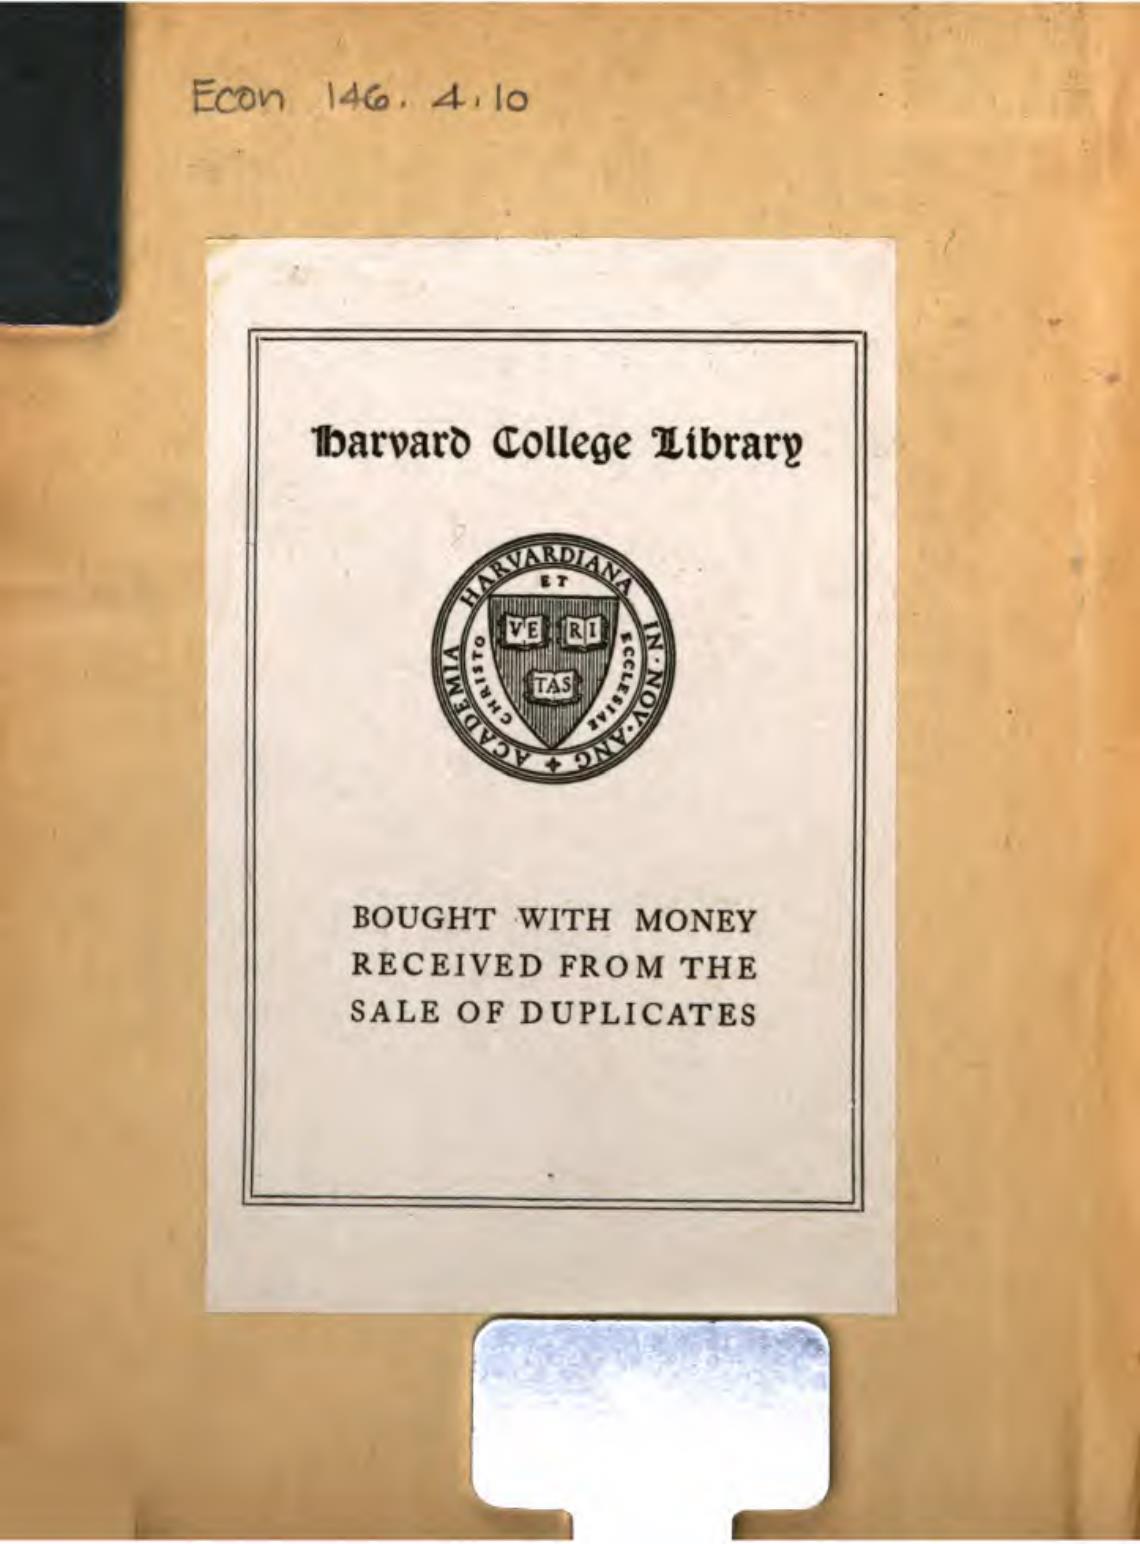 Econ 146. 4.10
Harvard College Library
ACADEMIA HARVARDIANA IN·NOV·ANG
CHRISTO ET ECCLESIAE
VE RI
TAS
BOUGHT WITH MONEY
RECEIVED FROM THE
SALE OF DUPLICATES